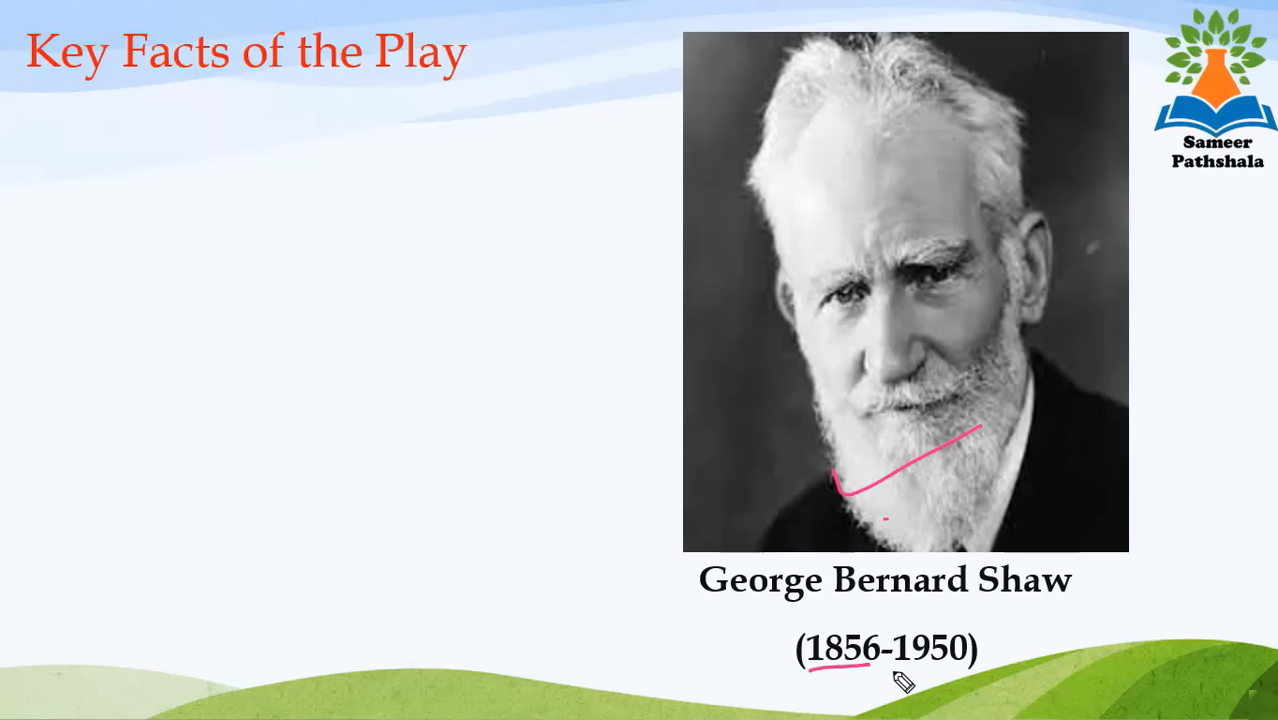 Key Facts of the Play
Sameer
Pathshala
George Bernard Shaw
(1856-1950)